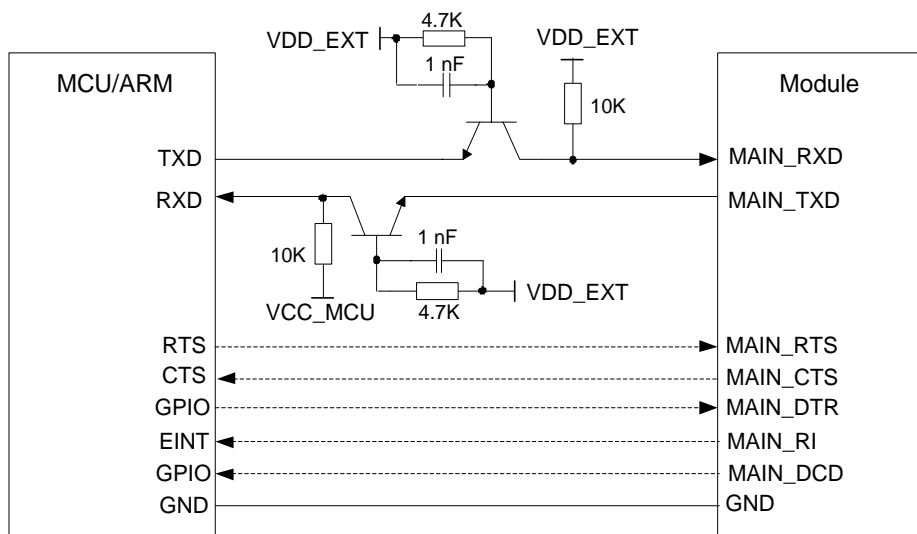 4.7K
VDD_EXT
VDD_EXT
1 nF
MCU/ARM
Module
10K
TXD
MAIN_RXD
RXD
MAIN_TXD
1 nF
10K
VDD_EXT
VCC_MCU
4.7K
RTS
MAIN_RTS
CTS
MAIN_CTS
GPIO
MAIN_DTR
EINT
MAIN_RI
GPIO
MAIN_DCD
GND
GND